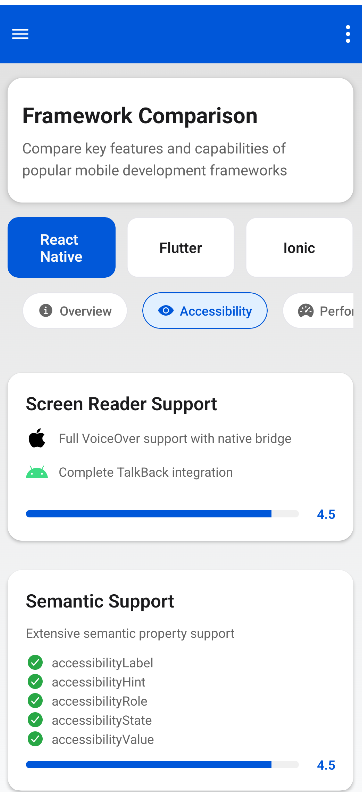 Framework Comparison
Compare key features and capabilities of
popular mobile development frameworks
React
Native
Flutter
Ionic
Overview
Accessibility
Perfor
Screen Reader Support
Full VoiceOver support with native bridge
Complete TalkBack integration
4.5
Semantic Support
Extensive semantic property support
accessibilityLabel
accessibilityHint
accessibilityRole
accessibilityState
accessibilityValue
4.5